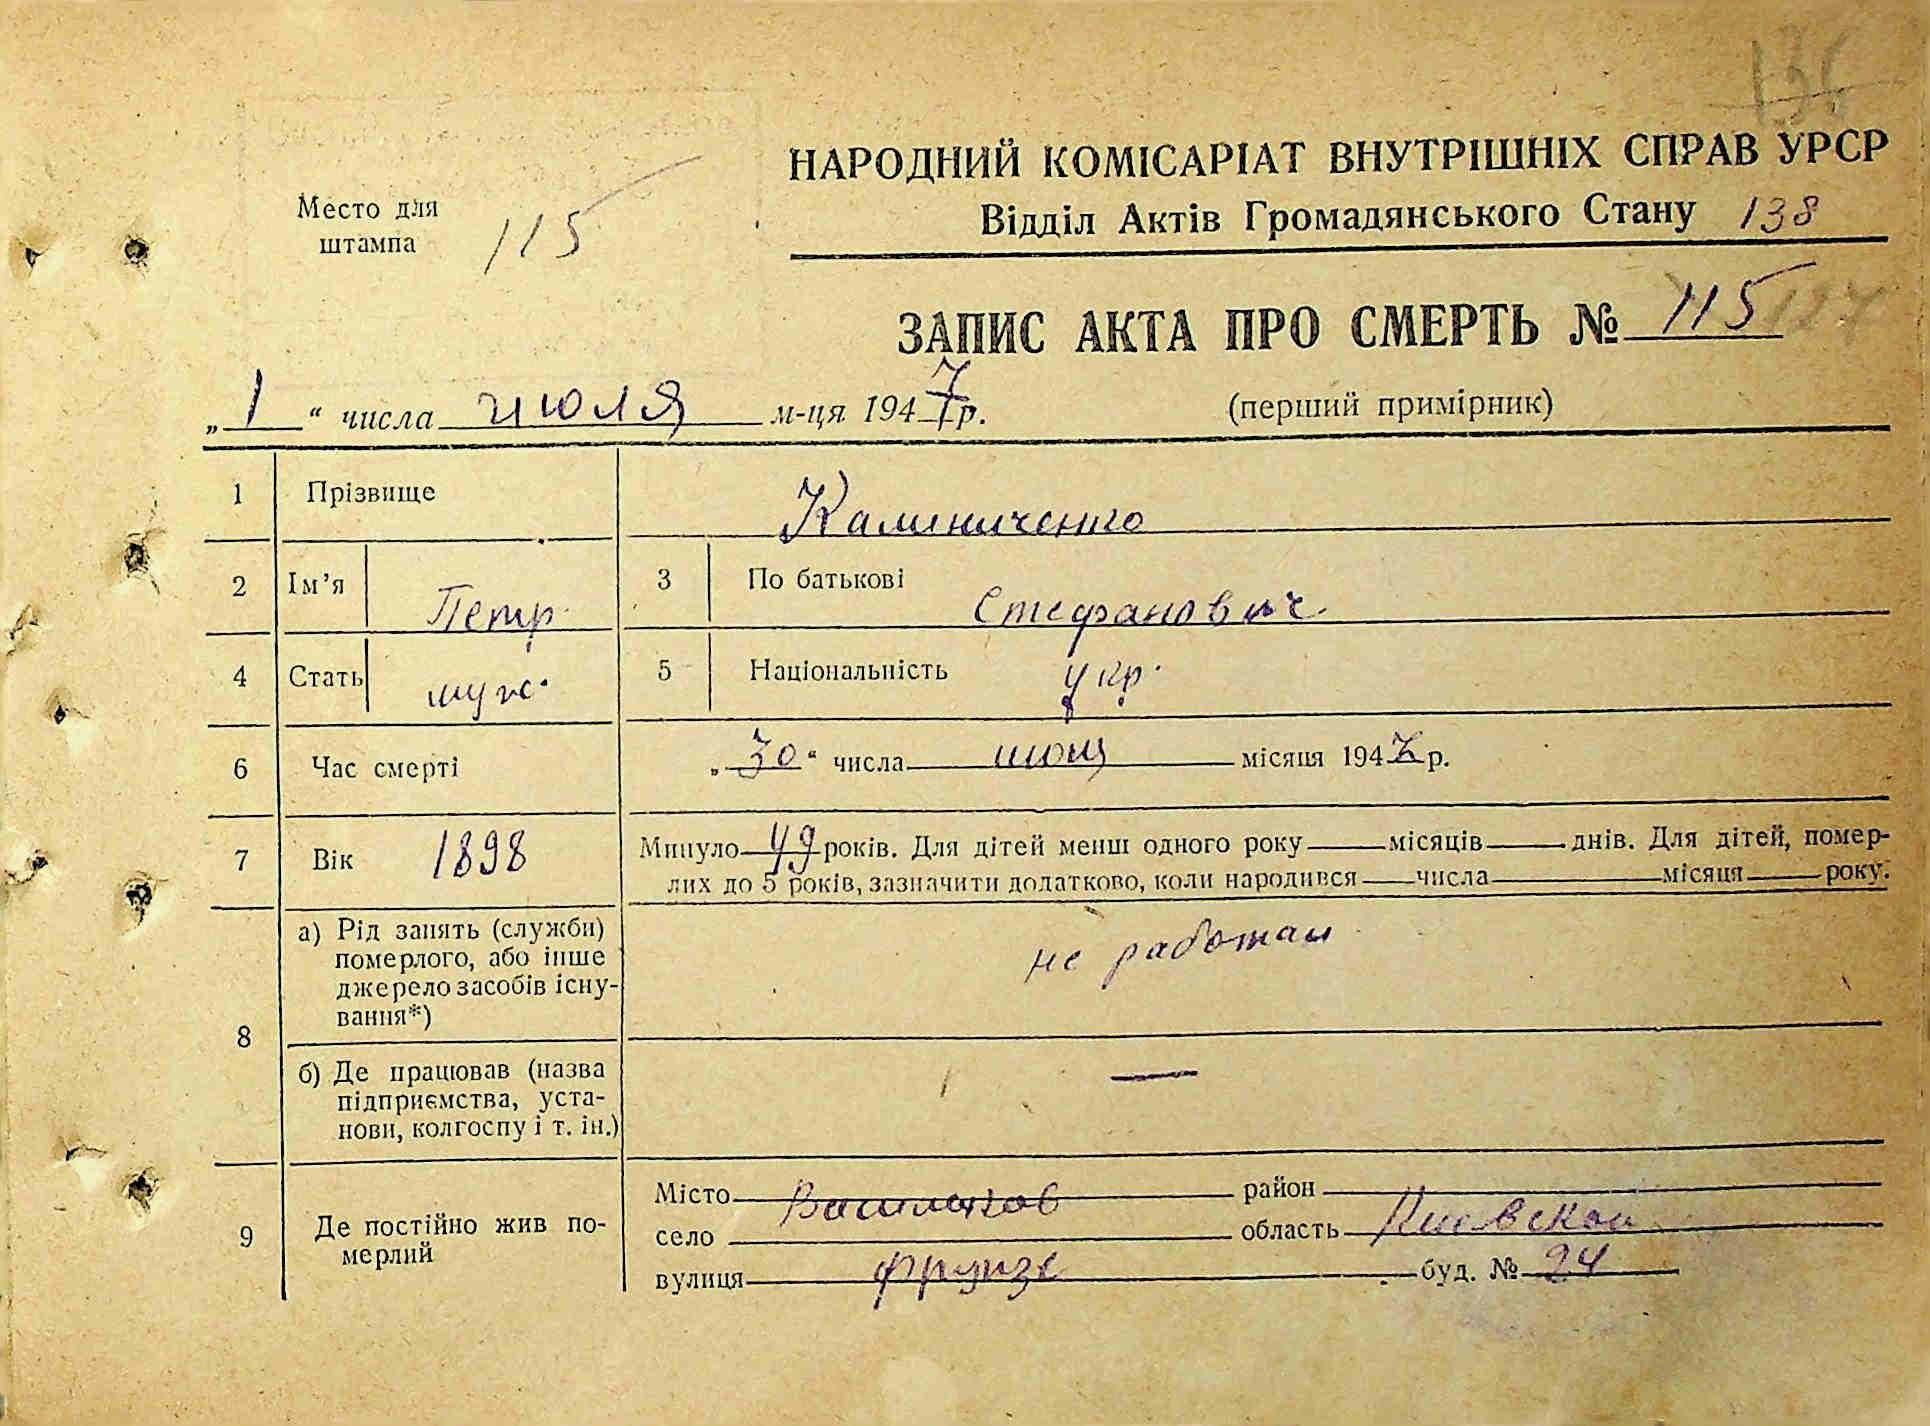 НАРОДНИЙ КОМІСАРІАТ ВНУТРІШНІХ СПРАВ УРСР
Відділ Актів Громадянського Стану 138
Место для
штампа
115
ЗАПИС АКТА ПРО СМЕРТЬ № 115
„1“ числа июля м-ця 1947 р.
(перший примірник)
1 Прізвище Калиниченко
2 Ім’я Петр 3 По батькові Стефанович
4 Стать муж. 5 Національність укр.
6 Час смерті „30“ числа июня місяця 1947 р.
7 Вік 1898 Минуло 49 років. Для дітей менш одного року місяців днів. Для дітей, помер-
лих до 5 років, зазначити додатково, коли народився числа місяця року.
8
а) Рід занять (служби)
померлого, або інше
джерело засобів існу-
вання*)
не работал
б) Де працював (назва
підприємства, уста-
нови, колгоспу і т. ін.)
—
9 Де постійно жив по-
мерлий
Місто Васильков район
село область Киевской
вулиця Фрунзе буд. № 24